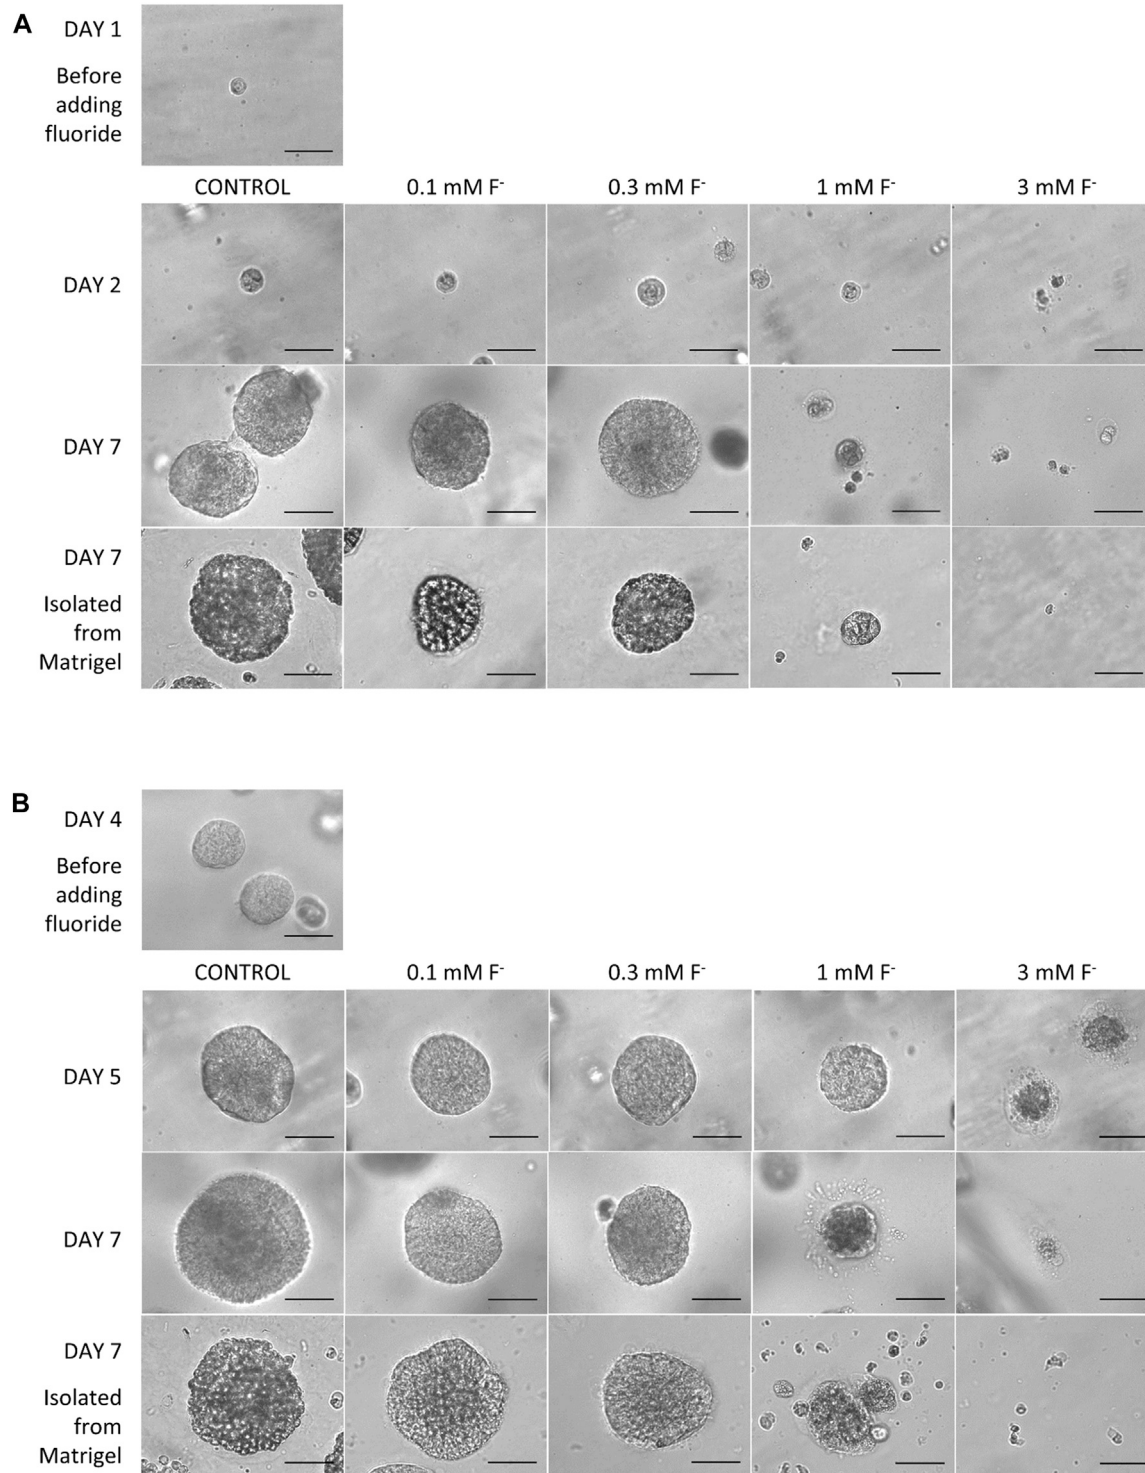 A
DAY 1
Before
adding
fluoride
CONTROL 0.1 mM F- 0.3 mM F- 1 mM F- 3 mM F-
DAY 2
DAY 7
DAY 7
Isolated
from
Matrigel
B
DAY 4
Before
adding
fluoride
CONTROL 0.1 mM F- 0.3 mM F- 1 mM F- 3 mM F-
DAY 5
DAY 7
DAY 7
Isolated
from
Matrigel